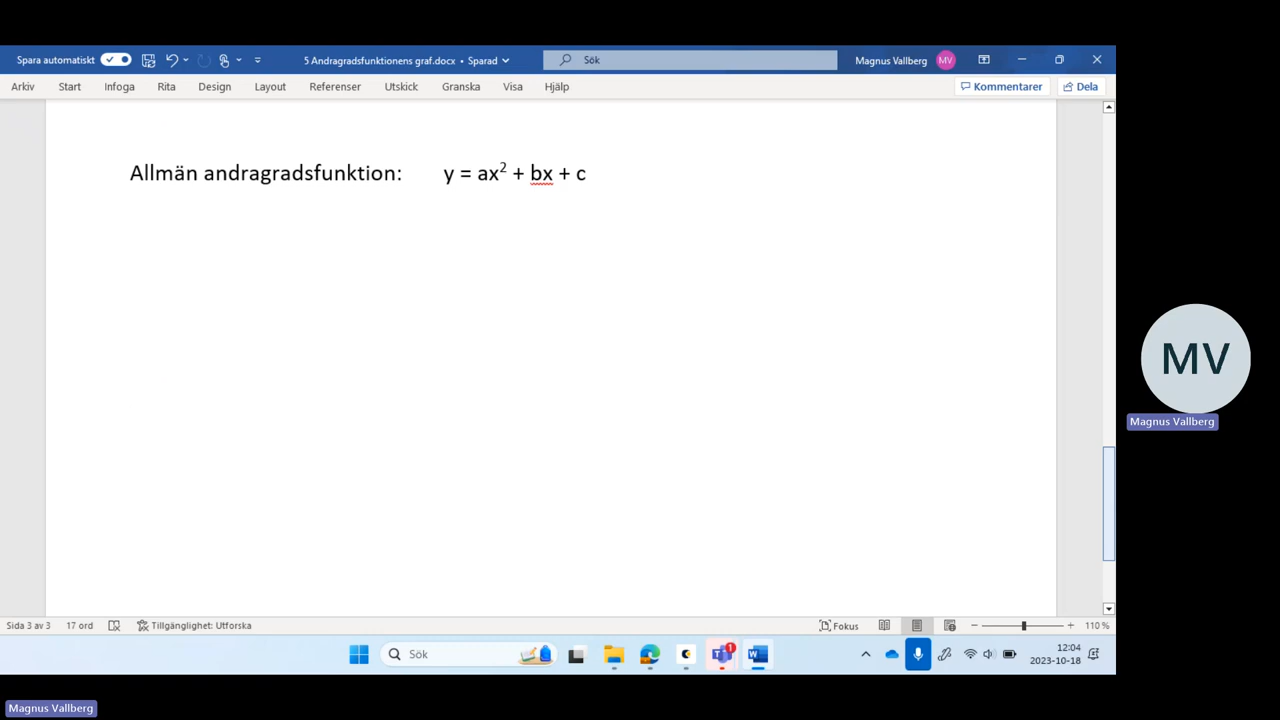 Spara automatiskt
5 Andragradsfunktionens graf.docx • Sparad
Sök
Magnus Vallberg MV
Arkiv Start Infoga Rita Design Layout Referenser Utskick Granska Visa Hjälp Kommentarer Dela
Allmän andragradsfunktion: y = ax² + bx + c
MV
Magnus Vallberg
Sida 3 av 3 17 ord Tillgänglighet: Utforska Fokus 110 %
Sök
1
12:04
2023-10-18
Magnus Vallberg